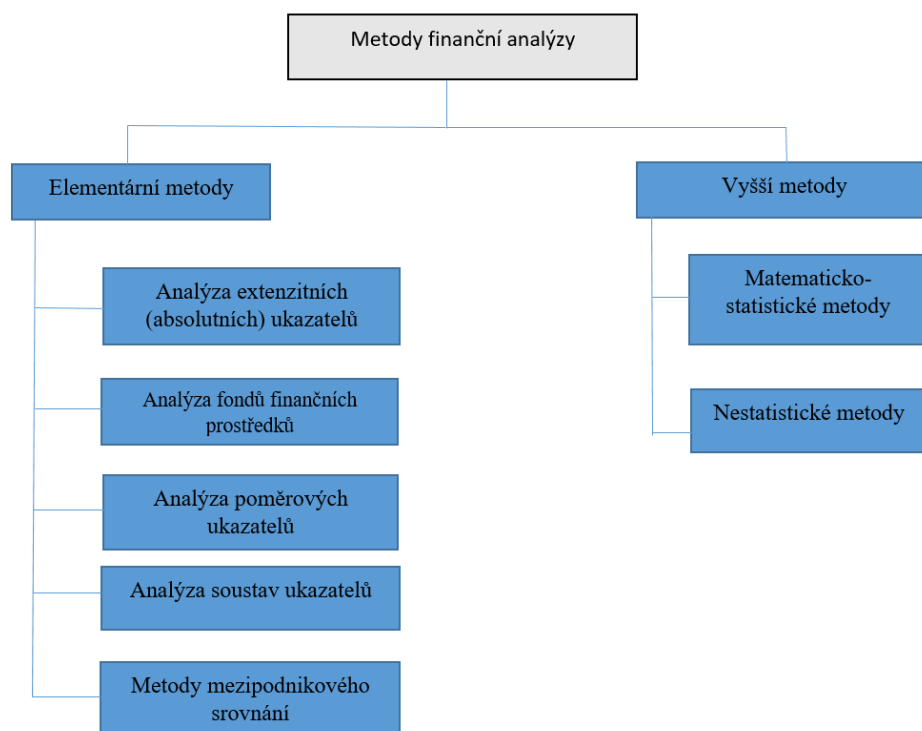 Metody finanční analýzy
Elementární metody
Analýza extenzitních
(absolutních) ukazatelů
Analýza fondů finančních
prostředků
Analýza poměrových
ukazatelů
Analýza soustav ukazatelů
Metody mezipodnikového
srovnání
Vyšší metody
Matematicko-
statistické metody
Nestatistické metody